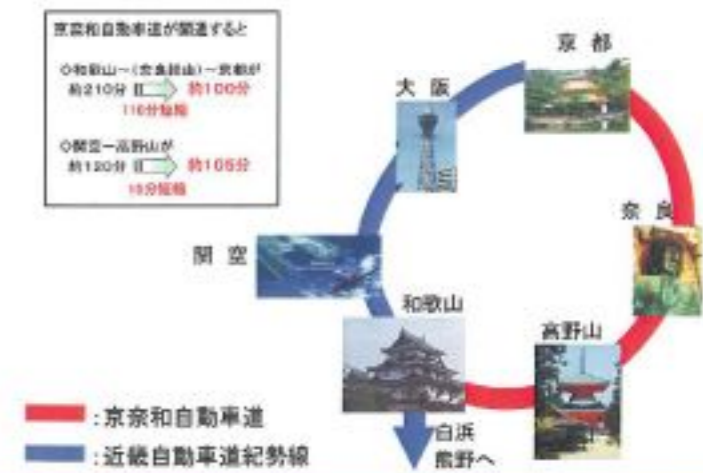 京奈和自動車道が開通すると
○和歌山～(奈良経由)～京都が
約210分 約100分
110分短縮
○関空ー高野山が
約120分 約105分
15分短縮
京都
大阪
奈良
関空
和歌山
高野山
白浜
熊野へ
:京奈和自動車道
:近畿自動車道紀勢線